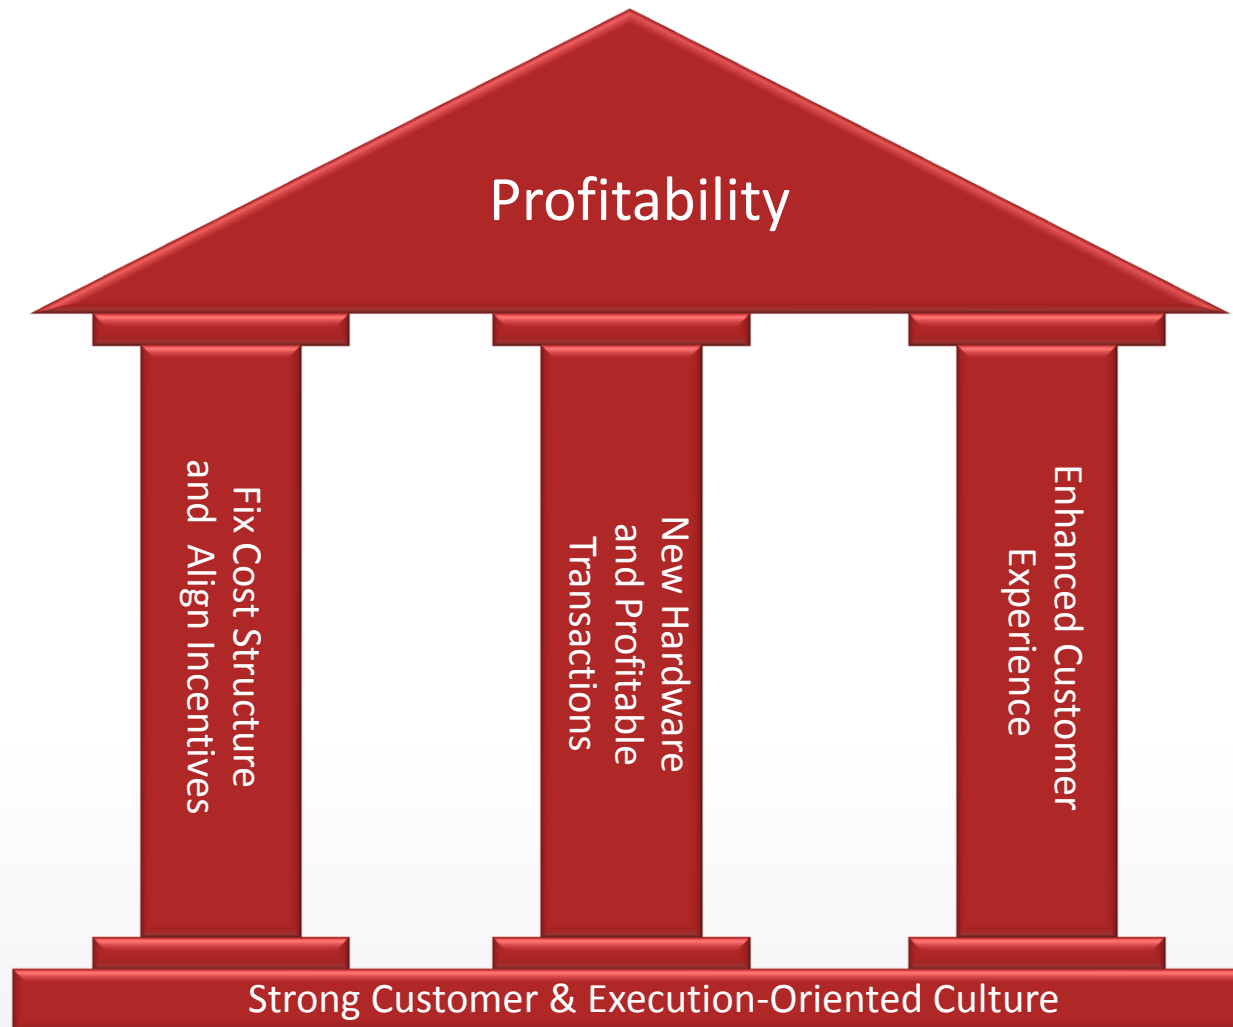 Profitability
Fix Cost Structure
and Align Incentives
New Hardware
and Profitable
Transactions
Enhanced Customer
Experience
Strong Customer & Execution-Oriented Culture